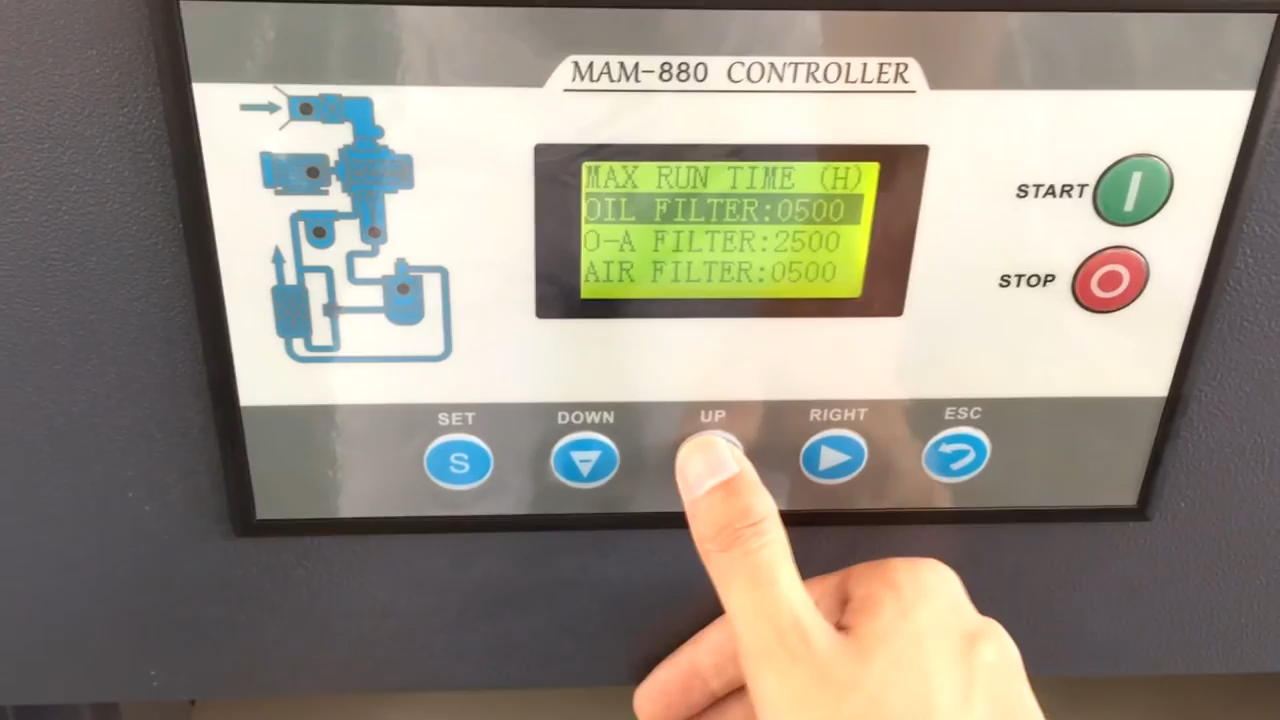 MAM-880 CONTROLLER
MAX RUN TIME (H)
OIL FILTER:0500
O-A FILTER:2500
AIR FILTER:0500
START
STOP
SET
DOWN
UP
RIGHT
ESC
S